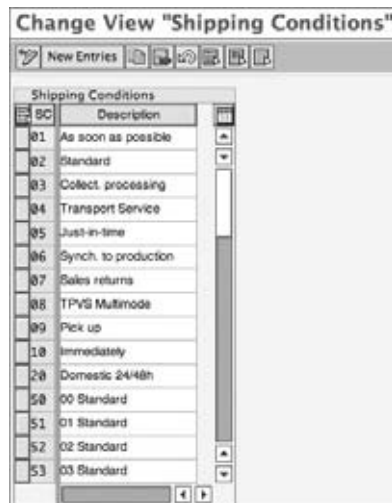 Change View "Shipping Conditions"
New Entries
Shipping Conditions
SC Description
01 As soon as possible
02 Standard
03 Collect. processing
04 Transport Service
05 Just-in-time
06 Synch. to production
07 Sales returns
08 TPVS Multimode
09 Pick up
10 Immediately
20 Domestic 24/48h
50 00 Standard
51 01 Standard
52 02 Standard
53 03 Standard